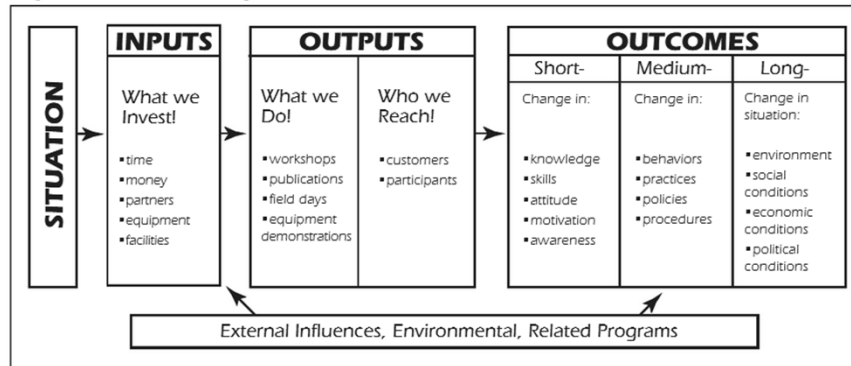 SITUATION
INPUTS
What we
Invest!
▪time
▪money
▪partners
▪equipment
▪facilities
OUTPUTS
What we
Do!
▪workshops
▪publications
▪field days
▪equipment
demonstrations
Who we
Reach!
▪customers
▪participants
OUTCOMES
Short-
Change in:
▪knowledge
▪skills
▪attitude
▪motivation
▪awareness
Medium-
Change in:
▪behaviors
▪practices
▪policies
▪procedures
Long-
Change in
situation:
▪environment
▪social
conditions
▪economic
conditions
▪political
conditions
External Influences, Environmental, Related Programs